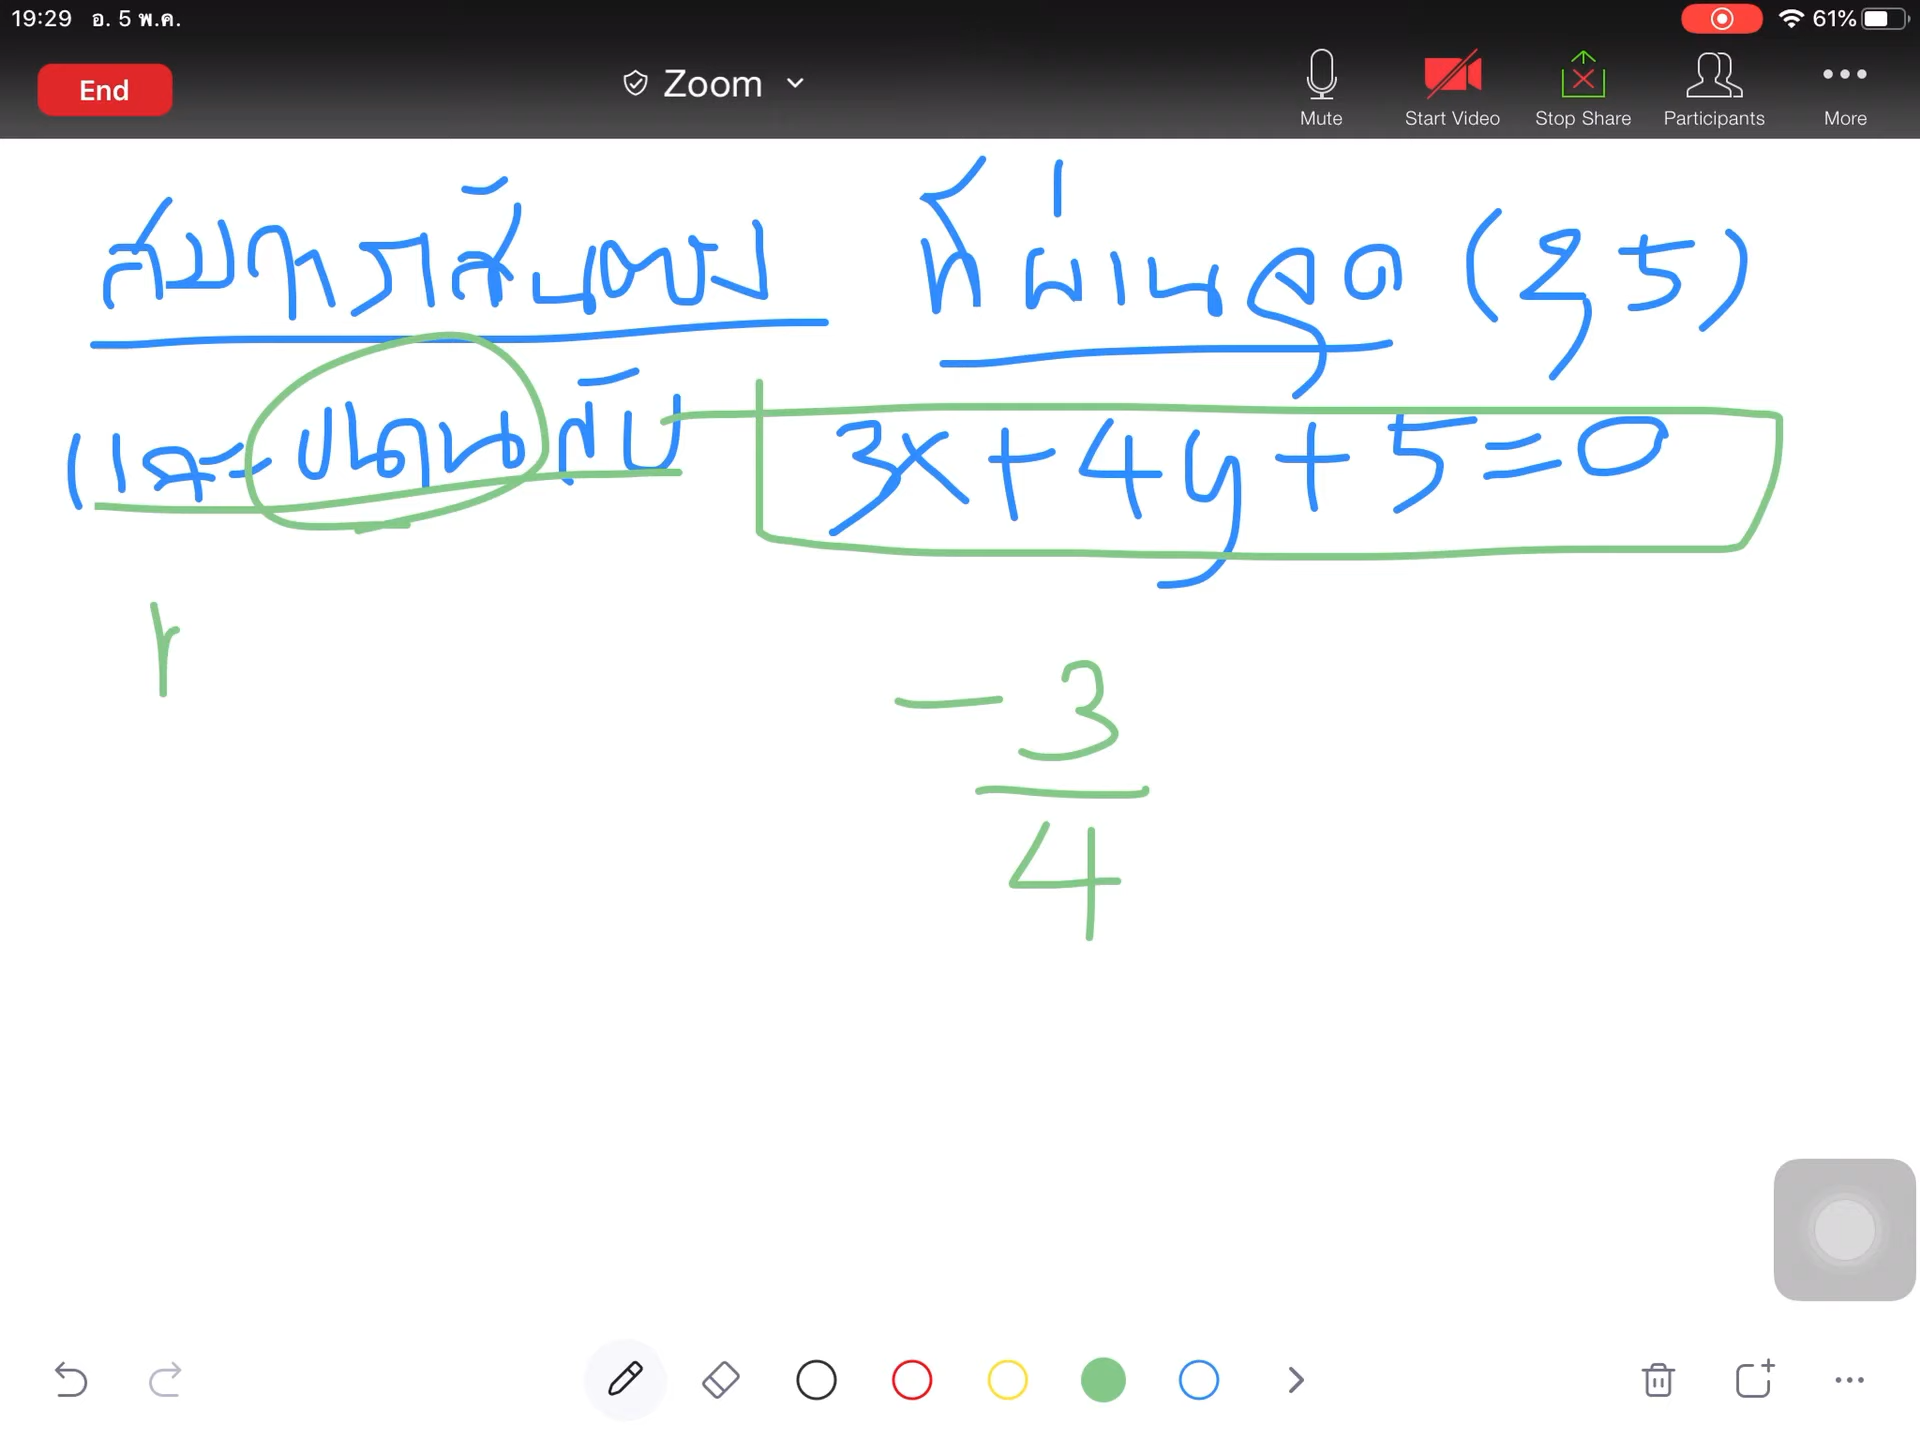 19:29 อ. 5 พ.ค. 61%
End Zoom Mute Start Video Stop Share Participants More
สมการเส้นตรง ที่ผ่านจุด (2, 5)
และขนานกับ 3x + 4y + 5 = 0
- 3
4